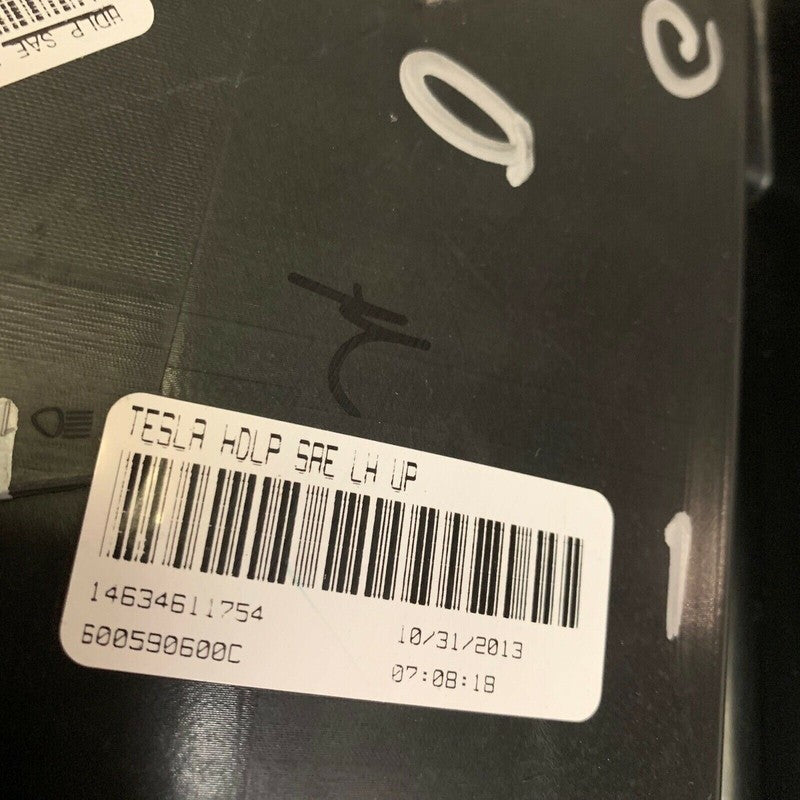 HDLP SAE
TESLA HDLP SAE LH UP
14634611754
600590600C
10/31/2013
07:08:18